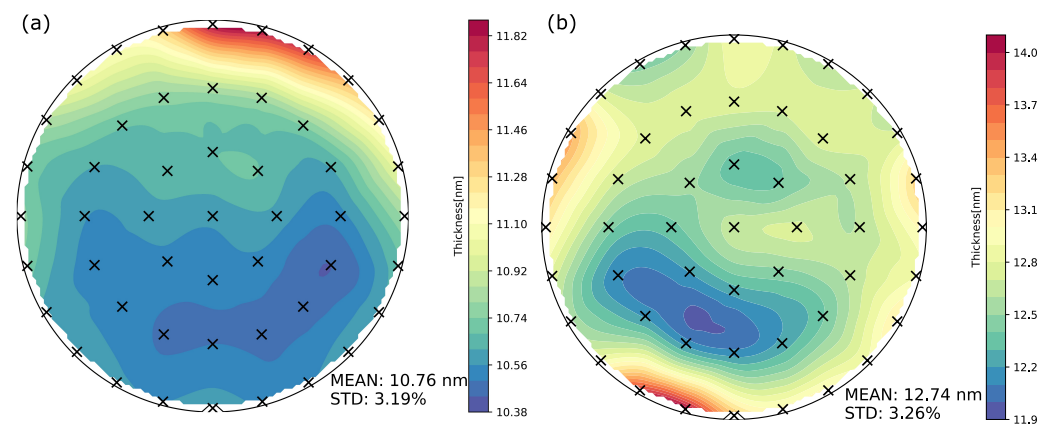 (a)
11.82
11.64
11.46
11.28
11.10
10.92
10.74
10.56
10.38
Thickness[nm]
MEAN: 10.76 nm
STD: 3.19%
(b)
14.0
13.7
13.4
13.1
12.8
12.5
12.2
11.9
Thickness[nm]
MEAN: 12.74 nm
STD: 3.26%